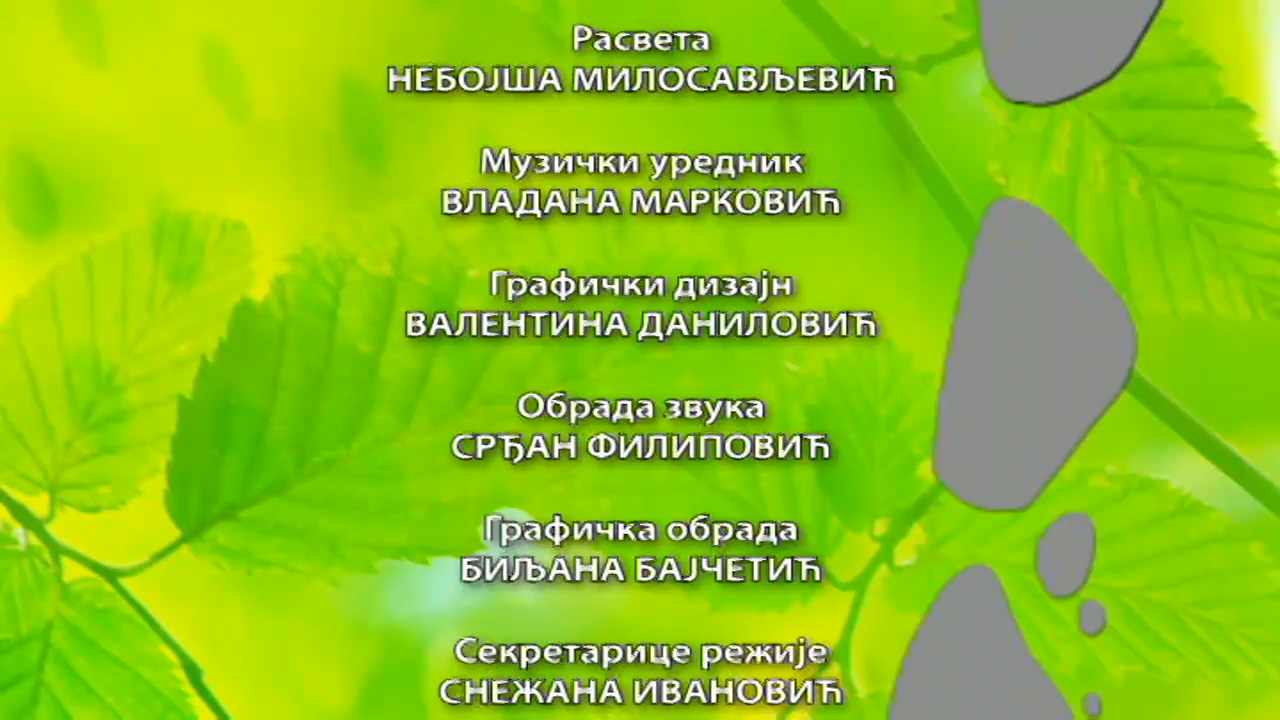 Расвета
НЕБОЈША МИЛОСАВЉЕВИЋ
Музички уредник
ВЛАДАНА МАРКОВИЋ
Графички дизајн
ВАЛЕНТИНА ДАНИЛОВИЋ
Обрада звука
СРЂАН ФИЛИПОВИЋ
Графичка обрада
БИЉАНА БАЈЧЕТИЋ
Секретарице режије
СНЕЖАНА ИВАНОВИЋ